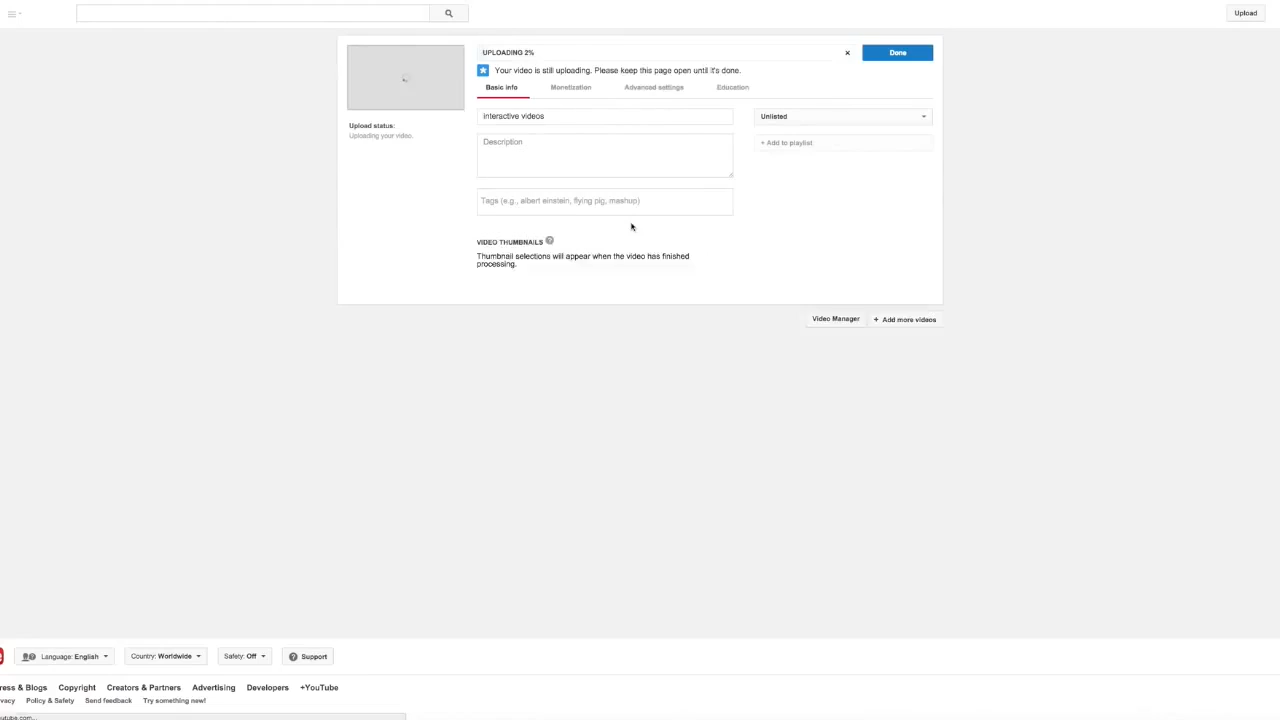 Upload
UPLOADING 2%
Done
Your video is still uploading. Please keep this page open until it's done.
Basic info
Monetization
Advanced settings
Education
Upload status:
Uploading your video.
interactive videos
Unlisted
Description
+ Add to playlist
Tags (e.g., albert einstein, flying pig, mashup)
VIDEO THUMBNAILS ?
Thumbnail selections will appear when the video has finished
processing.
Video Manager
+ Add more videos
Language: English
Country: Worldwide
Safety: Off
? Support
ress & Blogs
Copyright
Creators & Partners
Advertising
Developers
+YouTube
vacy
Policy & Safety
Send feedback
Try something new!
utube.com...